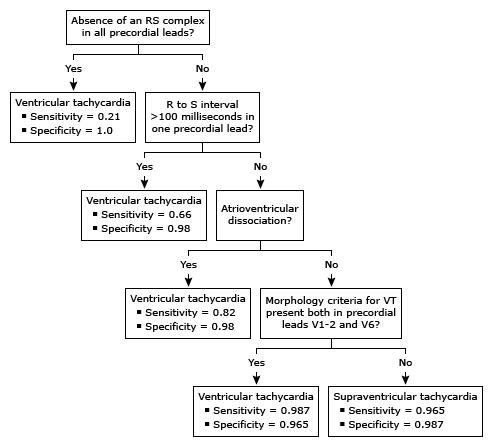 Absence of an RS complex
in all precordial leads?
Yes
No
Ventricular tachycardia
▪ Sensitivity = 0.21
▪ Specificity = 1.0
R to S interval
>100 milliseconds in
one precordial lead?
Yes
No
Ventricular tachycardia
▪ Sensitivity = 0.66
▪ Specificity = 0.98
Atrioventricular
dissociation?
Yes
No
Ventricular tachycardia
▪ Sensitivity = 0.82
▪ Specificity = 0.98
Morphology criteria for VT
present both in precordial
leads V1-2 and V6?
Yes
No
Ventricular tachycardia
▪ Sensitivity = 0.987
▪ Specificity = 0.965
Supraventricular tachycardia
▪ Sensitivity = 0.965
▪ Specificity = 0.987